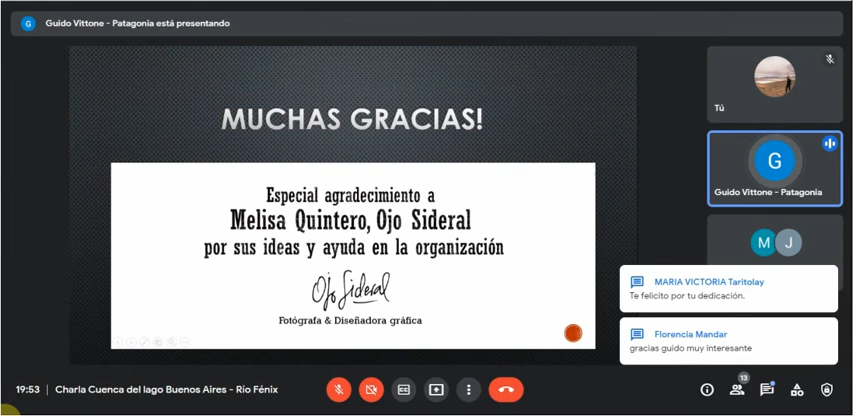 G
Guido Vittone - Patagonia está presentando
MUCHAS GRACIAS!
Especial agradecimiento a
Melisa Quintero, Ojo Sideral
por sus ideas y ayuda en la organización
Ojo Sideral
Fotógrafa & Diseñadora gráfica
Tú
G
Guido Vittone - Patagonia
M J
MARIA VICTORIA Taritolay
Te felicito por tu dedicación.
Florencia Mandar
gracias guido muy interesante
19:53 | Charla Cuenca del lago Buenos Aires - Río Fénix
13